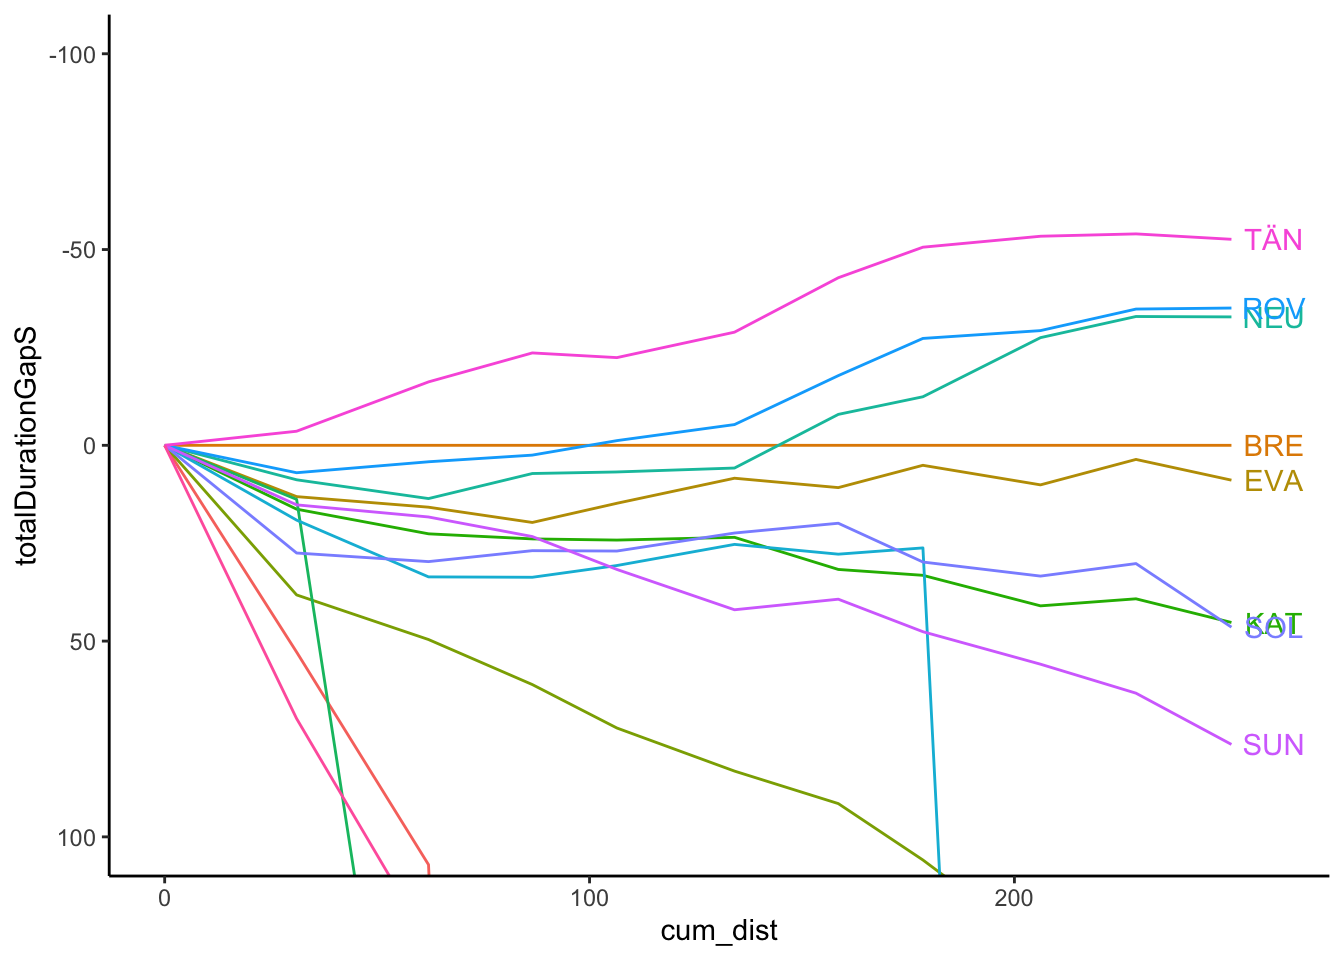 -100
-50
0
50
100
totalDurationGapS
TÄN
ROV
NEU
BRE
EVA
KAT
SOL
SUN
0
100
200
cum_dist